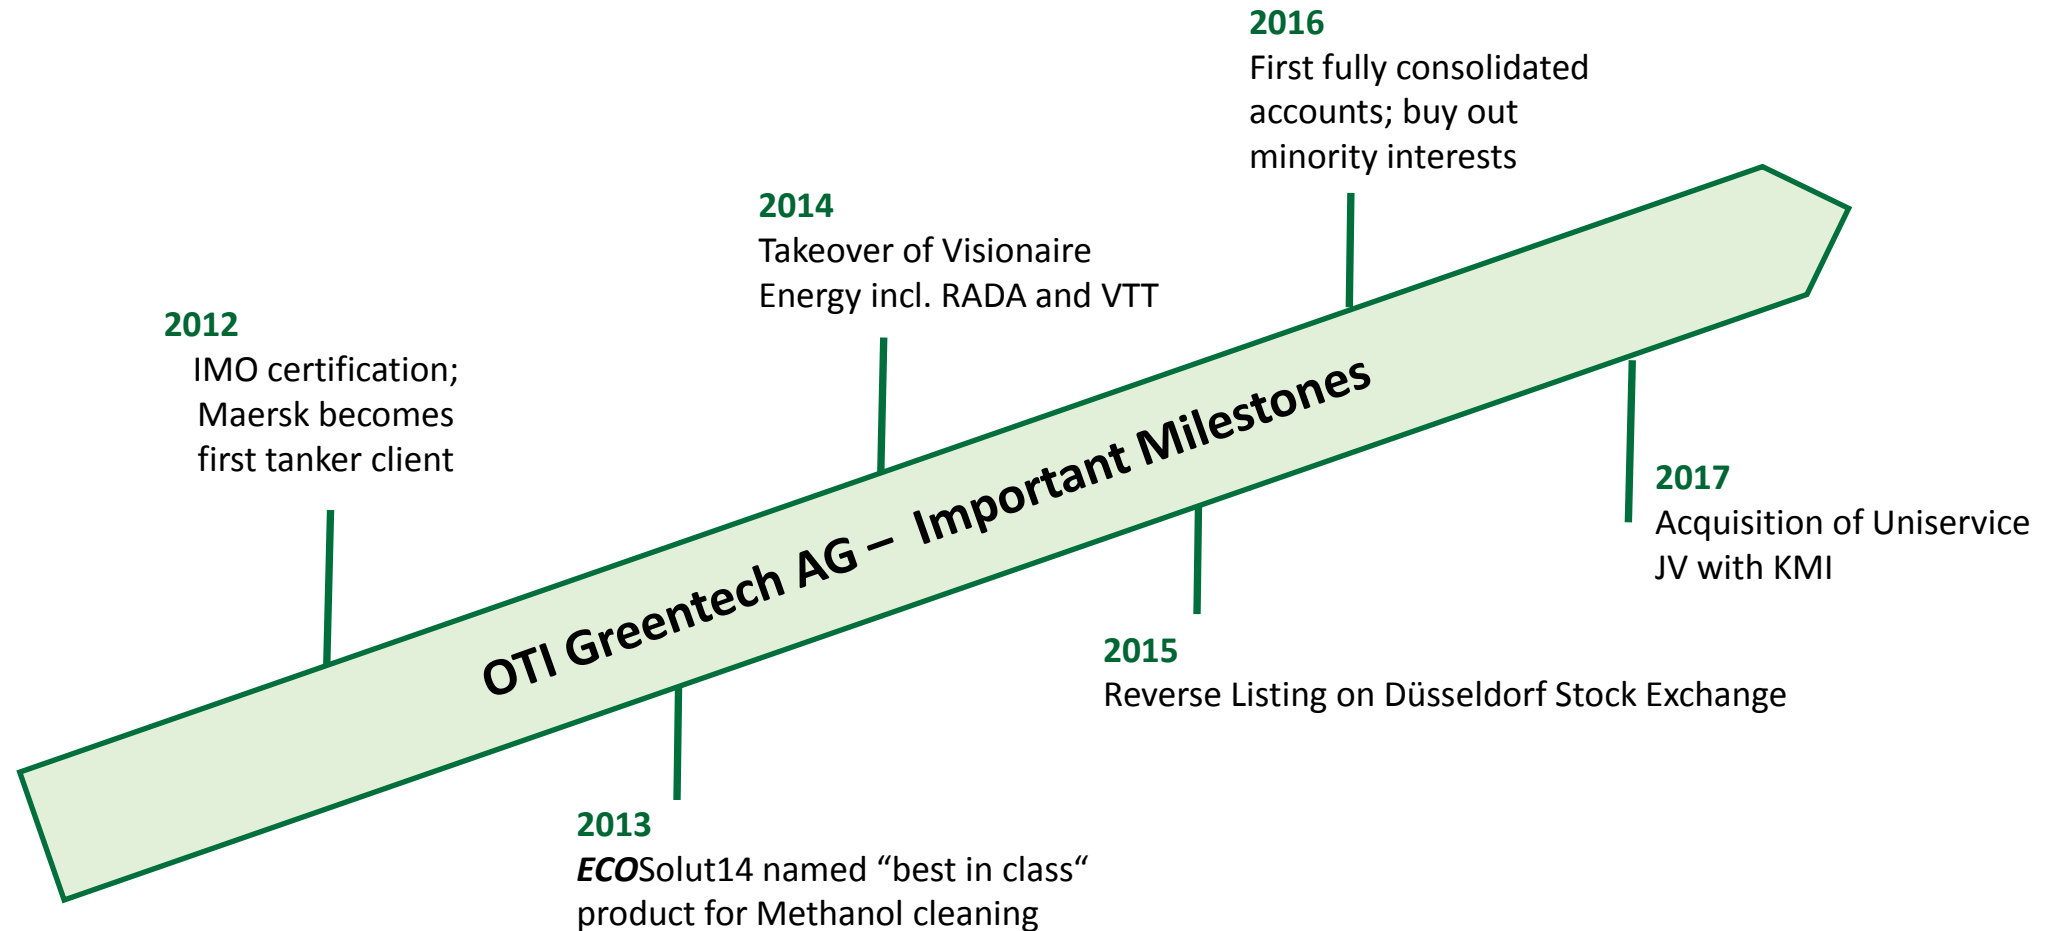 2016
First fully consolidated
accounts; buy out
minority interests
2014
Takeover of Visionaire
Energy incl. RADA and VTT
2012
IMO certification;
Maersk becomes
first tanker client
OTI Greentech AG – Important Milestones
2017
Acquisition of Uniservice
JV with KMI
2015
Reverse Listing on Düsseldorf Stock Exchange
2013
ECOSolut14 named “best in class“
product for Methanol cleaning